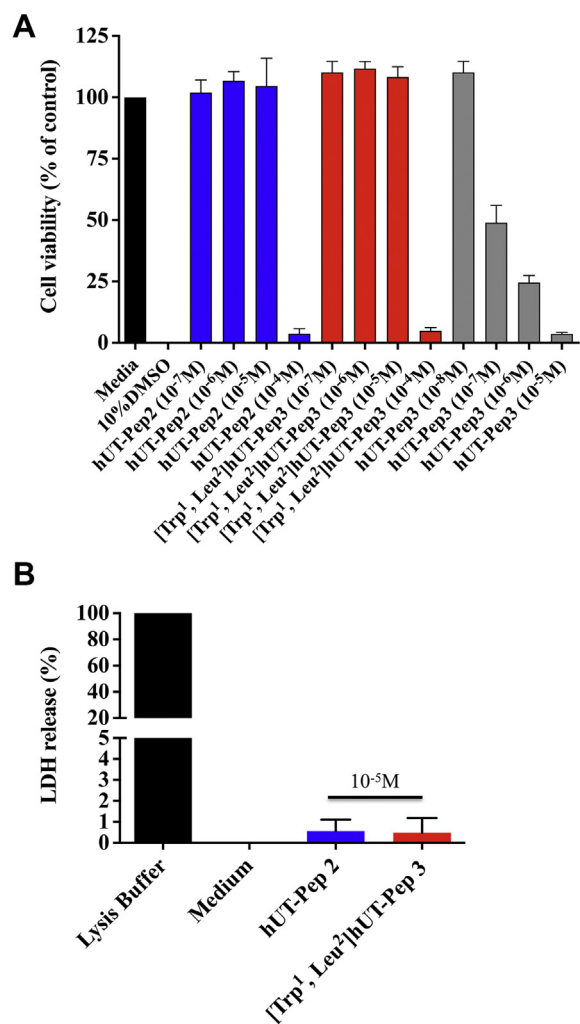 A
Cell viability (% of control)
125
100
75
50
25
0
Media
10%DMSO
hUT-Pep2 (10⁻⁷M)
hUT-Pep2 (10⁻⁶M)
hUT-Pep2 (10⁻⁵M)
hUT-Pep2 (10⁻⁴M)
[Trp¹, Leu²]hUT-Pep3 (10⁻⁷M)
[Trp¹, Leu²]hUT-Pep3 (10⁻⁶M)
[Trp¹, Leu²]hUT-Pep3 (10⁻⁵M)
[Trp¹, Leu²]hUT-Pep3 (10⁻⁴M)
hUT-Pep3 (10⁻⁸M)
hUT-Pep3 (10⁻⁷M)
hUT-Pep3 (10⁻⁶M)
hUT-Pep3 (10⁻⁵M)
B
LDH release (%)
100
80
60
40
20
5
4
3
2
1
0
10⁻⁵M
Lysis Buffer
Medium
hUT-Pep 2
[Trp¹, Leu²]hUT-Pep 3